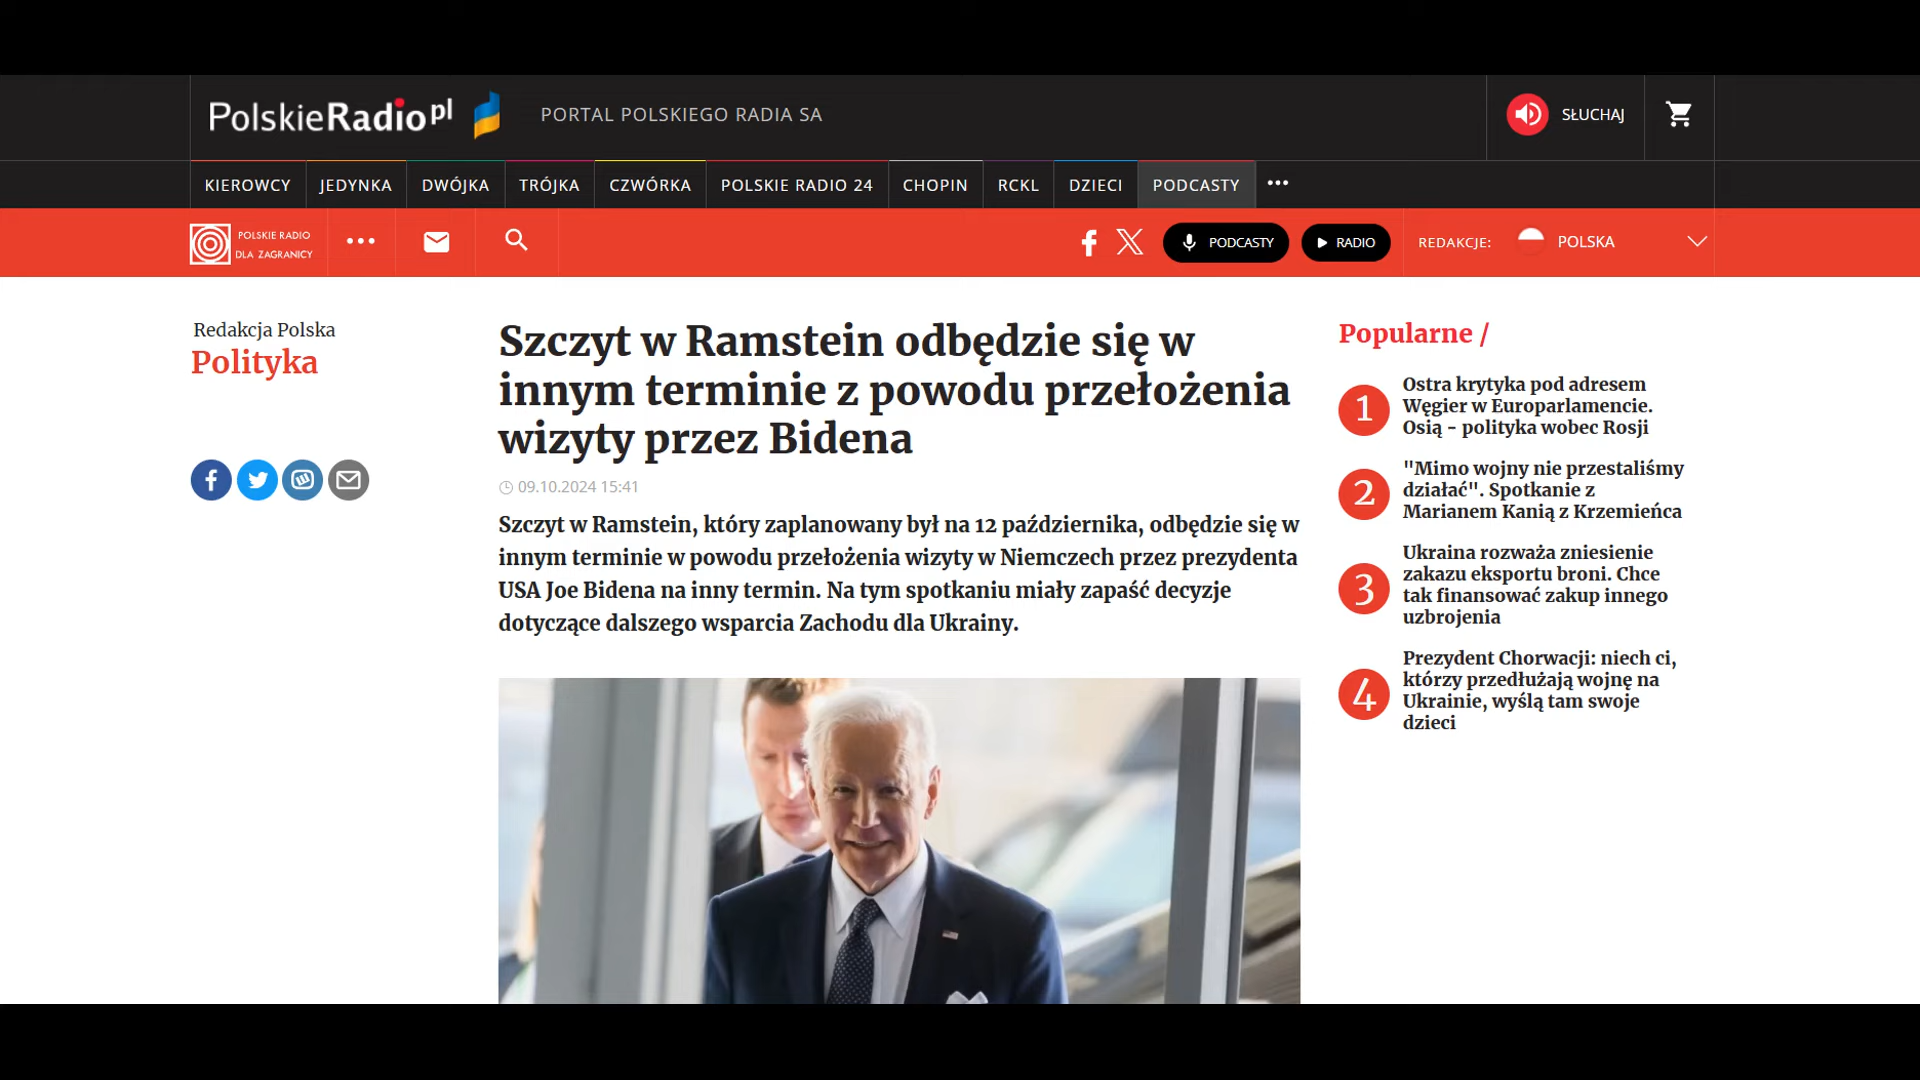 PolskieRadio.pl
PORTAL POLSKIEGO RADIA SA
SŁUCHAJ
KIEROWCY JEDYNKA DWÓJKA TRÓJKA CZWÓRKA POLSKIE RADIO 24 CHOPIN RCKL DZIECI PODCASTY •••
POLSKIE RADIO
DLA ZAGRANICY
PODCASTY
RADIO
REDAKCJE:
POLSKA
Redakcja Polska
Polityka
Szczyt w Ramstein odbędzie się w
innym terminie z powodu przełożenia
wizyty przez Bidena
09.10.2024 15:41
Szczyt w Ramstein, który zaplanowany był na 12 października, odbędzie się w
innym terminie w powodu przełożenia wizyty w Niemczech przez prezydenta
USA Joe Bidena na inny termin. Na tym spotkaniu miały zapaść decyzje
dotyczące dalszego wsparcia Zachodu dla Ukrainy.
Popularne /
1
Ostra krytyka pod adresem
Węgier w Europarlamencie.
Osią - polityka wobec Rosji
2
"Mimo wojny nie przestaliśmy
działać". Spotkanie z
Marianem Kanią z Krzemieńca
3
Ukraina rozważa zniesienie
zakazu eksportu broni. Chce
tak finansować zakup innego
uzbrojenia
4
Prezydent Chorwacji: niech ci,
którzy przedłużają wojnę na
Ukrainie, wyślą tam swoje
dzieci